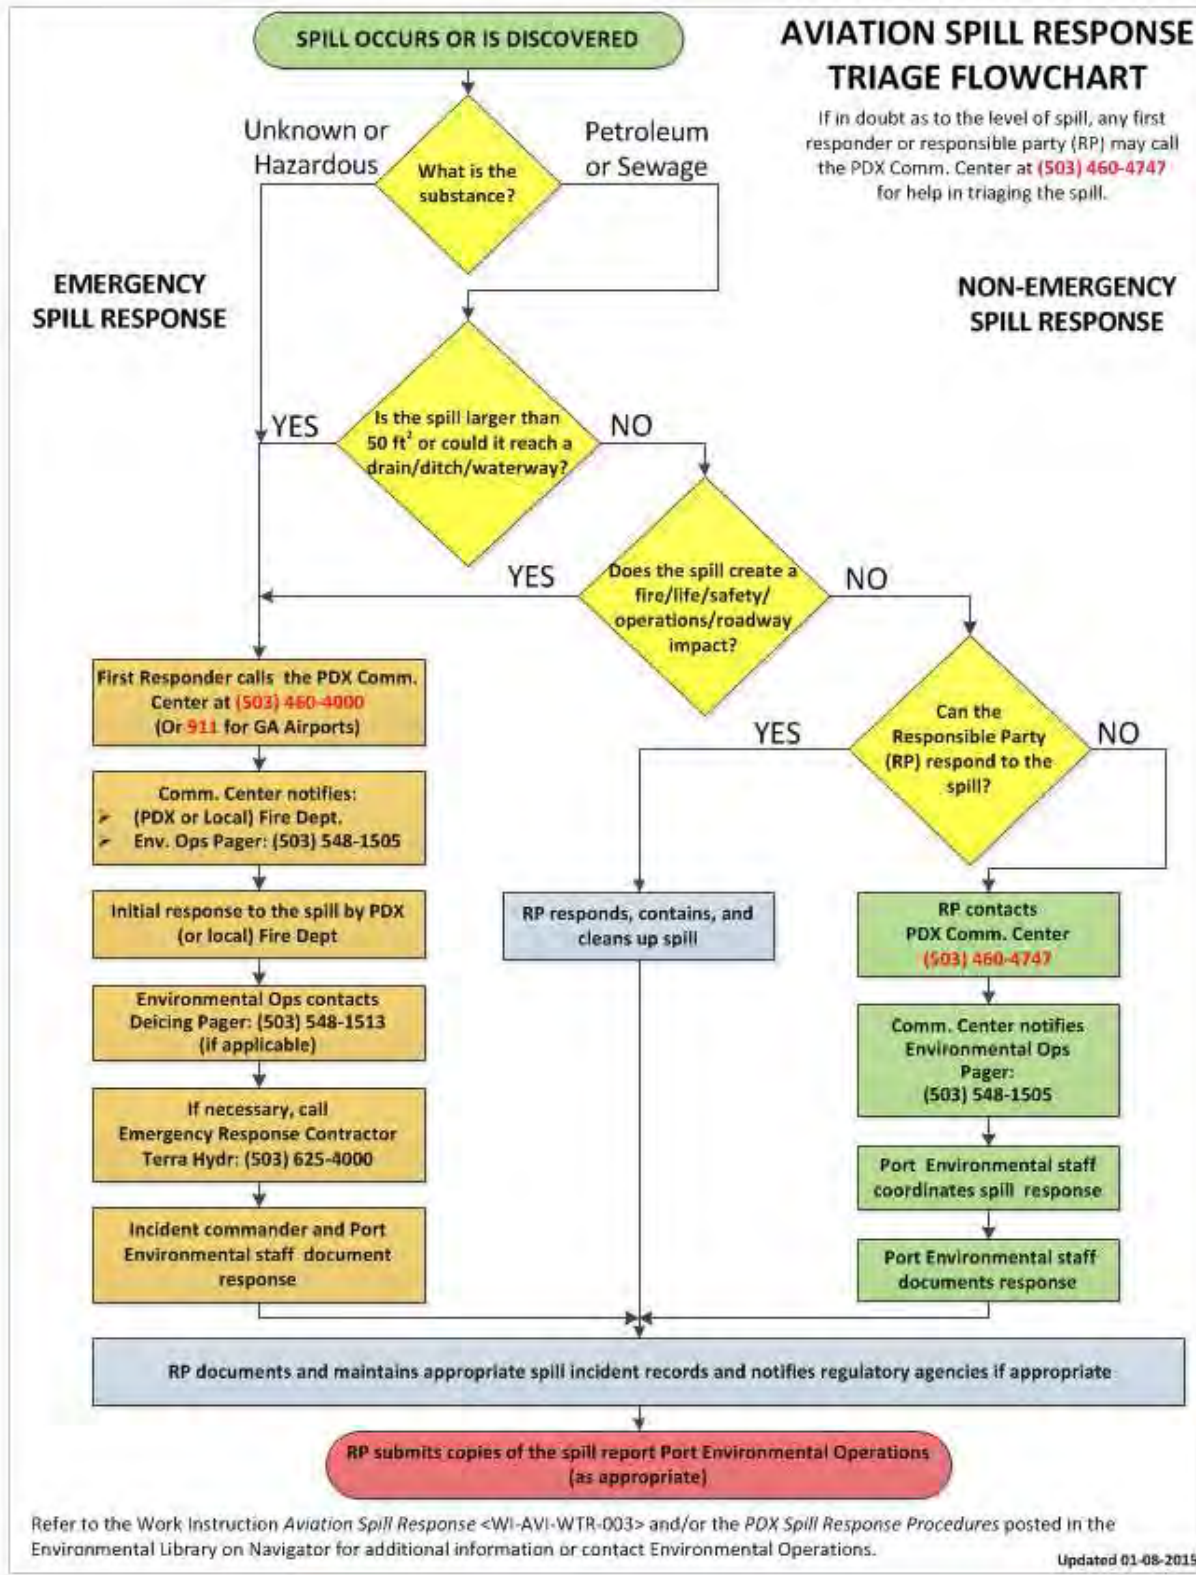 SPILL OCCURS OR IS DISCOVERED
AVIATION SPILL RESPONSE
TRIAGE FLOWCHART
If in doubt as to the level of spill, any first
responder or responsible party (RP) may call
the PDX Comm. Center at (503) 460-4747
for help in triaging the spill.
Unknown or
Hazardous
Petroleum
or Sewage
What is the
substance?
EMERGENCY
SPILL RESPONSE
NON-EMERGENCY
SPILL RESPONSE
YES
Is the spill larger than
50 ft² or could it reach a
drain/ditch/waterway?
NO
YES
Does the spill create a
fire/life/safety/
operations/roadway
impact?
NO
YES
Can the
Responsible Party
(RP) respond to the
spill?
NO
First Responder calls the PDX Comm.
Center at (503) 460-4000
(Or 911 for GA Airports)
Comm. Center notifies:
➢ (PDX or Local) Fire Dept.
➢ Env. Ops Pager: (503) 548-1505
Initial response to the spill by PDX
(or local) Fire Dept
Environmental Ops contacts
Deicing Pager: (503) 548-1513
(if applicable)
If necessary, call
Emergency Response Contractor
Terra Hydr: (503) 625-4000
Incident commander and Port
Environmental staff document
response
RP responds, contains, and
cleans up spill
RP contacts
PDX Comm. Center
(503) 460-4747
Comm. Center notifies
Environmental Ops
Pager:
(503) 548-1505
Port Environmental staff
coordinates spill response
Port Environmental staff
documents response
RP documents and maintains appropriate spill incident records and notifies regulatory agencies if appropriate
RP submits copies of the spill report Port Environmental Operations
(as appropriate)
Refer to the Work Instruction Aviation Spill Response <WI-AVI-WTR-003> and/or the PDX Spill Response Procedures posted in the
Environmental Library on Navigator for additional information or contact Environmental Operations.
Updated 01-08-2015